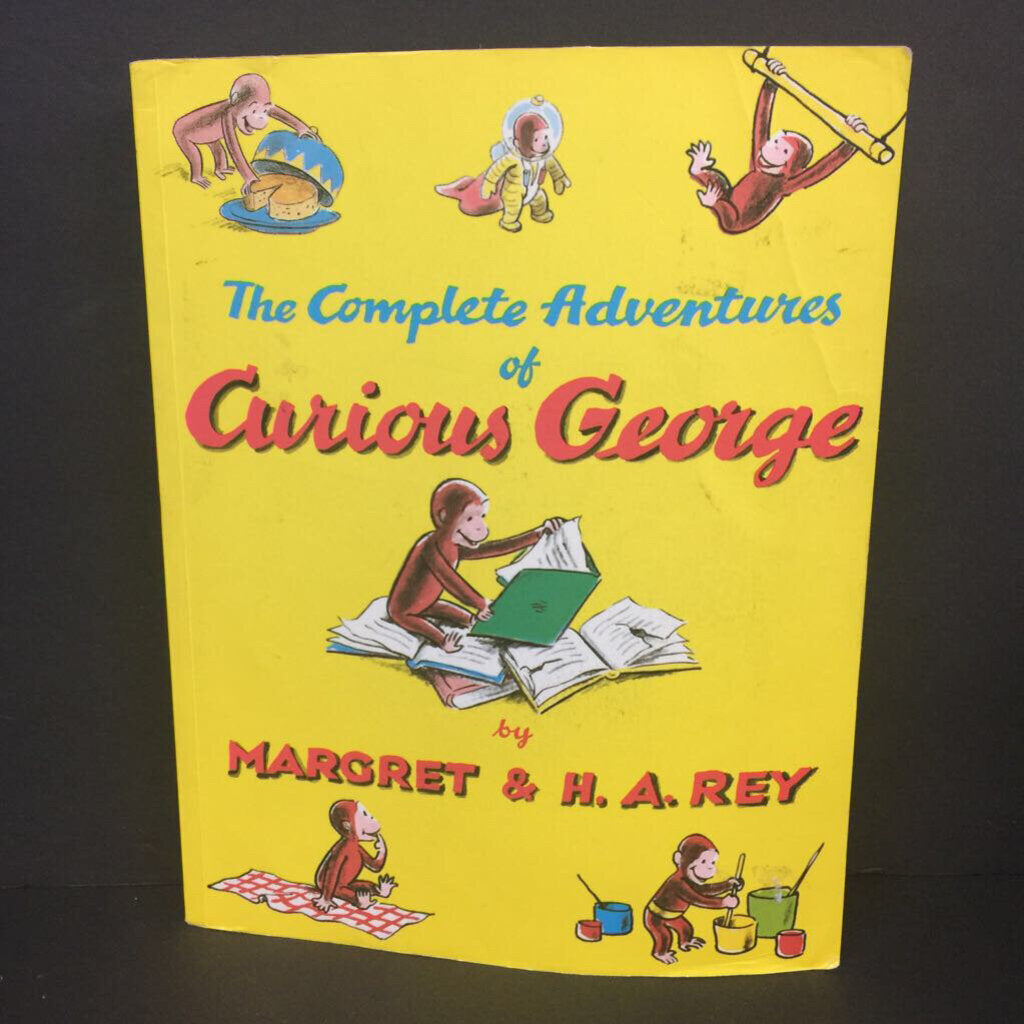 The Complete Adventures
of
Curious George
by
MARGRET & H. A. REY